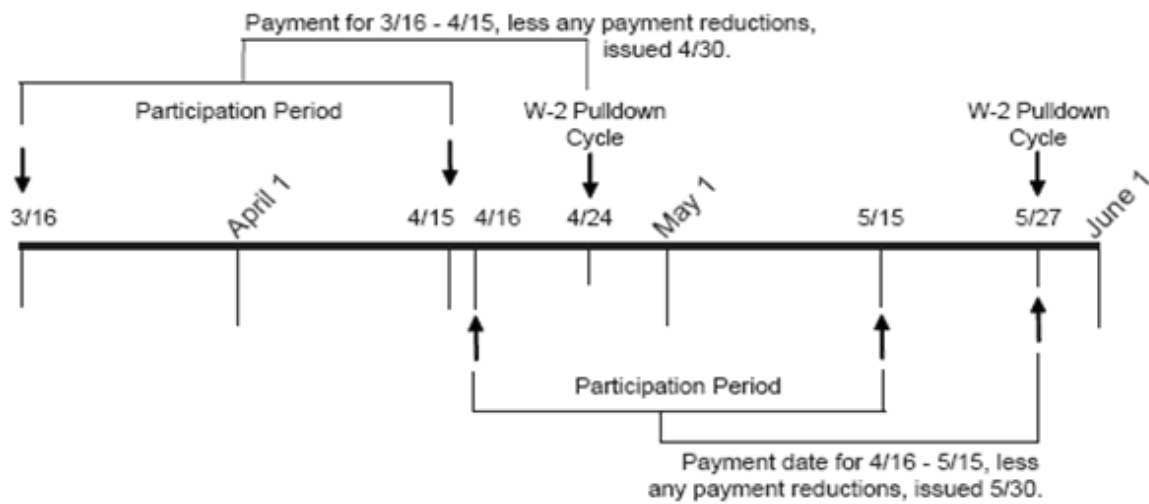 Payment for 3/16 - 4/15, less any payment reductions,
issued 4/30.
Participation Period
W-2 Pulldown
Cycle
W-2 Pulldown
Cycle
3/16
April 1
4/15
4/16
4/24
May 1
5/15
5/27
June 1
Participation Period
Payment date for 4/16 - 5/15, less
any payment reductions, issued 5/30.